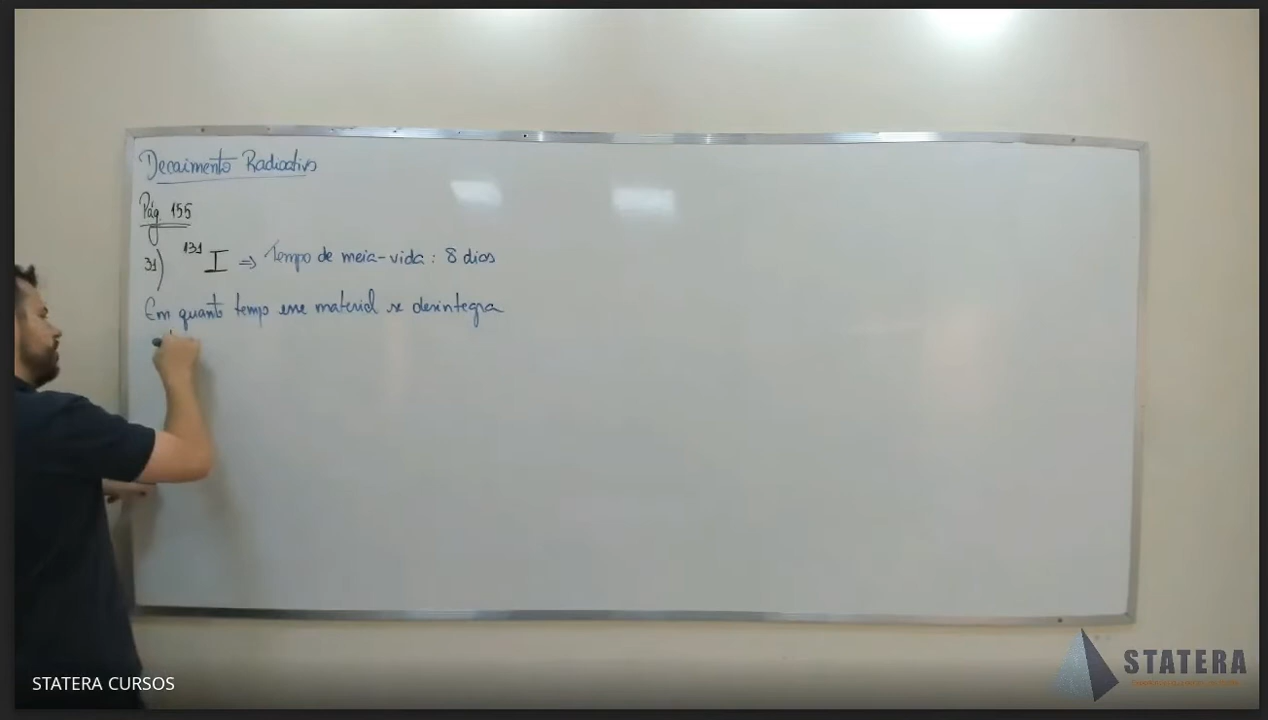 Decaimento Radioativo
Pág. 155
31) 131 I ⇒ Tempo de meia-vida: 8 dias
Em quanto tempo esse material se desintegra
STATERA
STATERA CURSOS